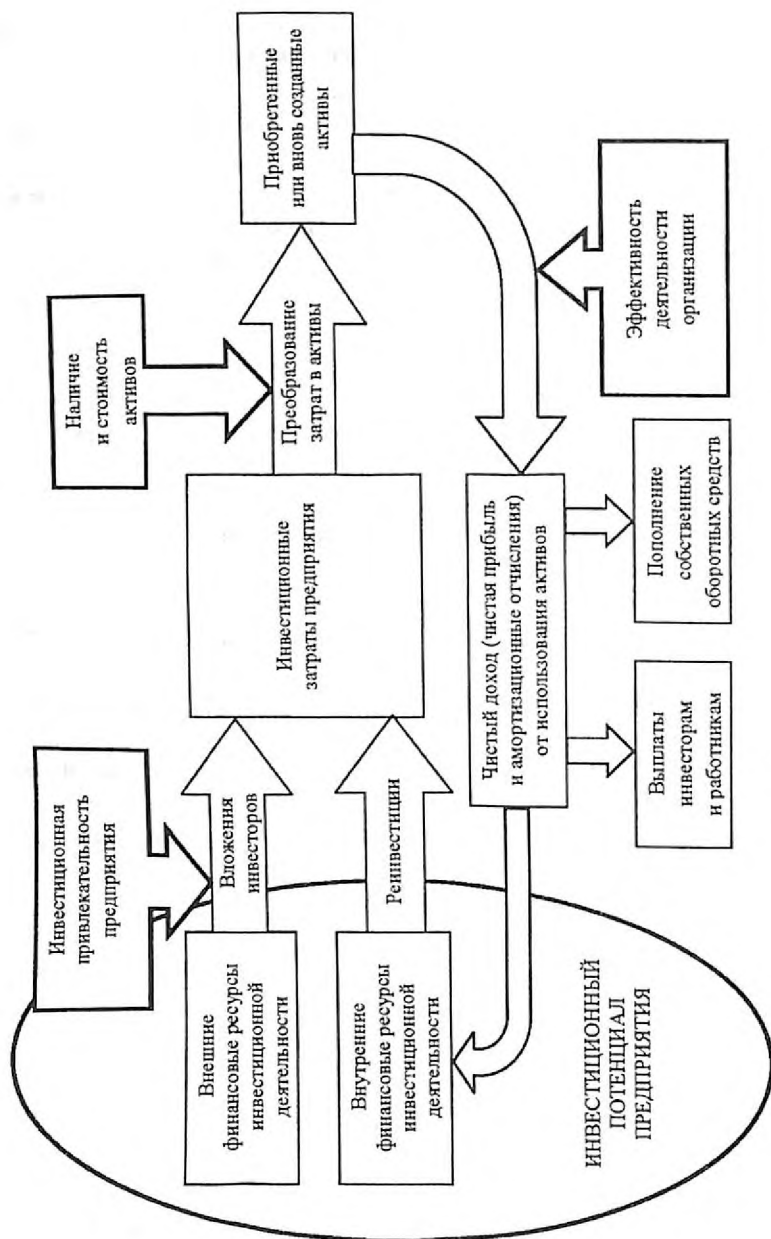 Инвестиционная
привлекательность
предприятия
Наличие
и стоимость
активов
Внешние
финансовые ресурсы
инвестиционной
деятельности
Вложения
инвесторов
Инвестиционные
затраты предприятия
Преобразование
затрат в активы
Приобретенные
или вновь созданные
активы
Внутренние
финансовые ресурсы
инвестиционной
деятельности
Реинвестиции
Чистый доход (чистая прибыль
и амортизационные отчисления)
от использования активов
Эффективность
деятельности
организации
Выплаты
инвесторам
и работникам
Пополнение
собственных
оборотных средств
ИНВЕСТИЦИОННЫЙ
ПОТЕНЦИАЛ
ПРЕДПРИЯТИЯ